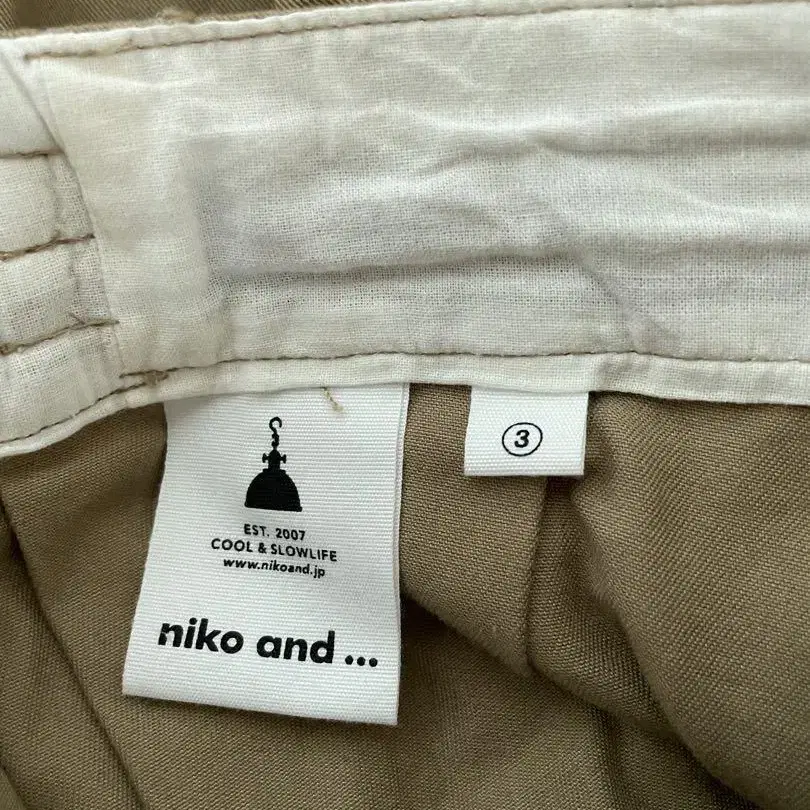 EST. 2007
COOL & SLOWLIFE
www.nikoand.jp
niko and ...
3